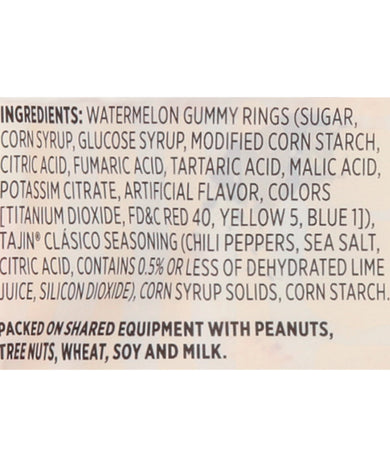 INGREDIENTS: WATERMELON GUMMY RINGS (SUGAR,
CORN SYRUP, GLUCOSE SYRUP, MODIFIED CORN STARCH,
CITRIC ACID, FUMARIC ACID, TARTARIC ACID, MALIC ACID,
POTASSIM CITRATE, ARTIFICIAL FLAVOR, COLORS
[TITANIUM DIOXIDE, FD&C RED 40, YELLOW 5, BLUE 1]),
TAJIN® CLÁSICO SEASONING (CHILI PEPPERS, SEA SALT,
CITRIC ACID, CONTAINS 0.5% OR LESS OF DEHYDRATED LIME
JUICE, SILICON DIOXIDE), CORN SYRUP SOLIDS, CORN STARCH.
PACKED ON SHARED EQUIPMENT WITH PEANUTS,
TREE NUTS, WHEAT, SOY AND MILK.